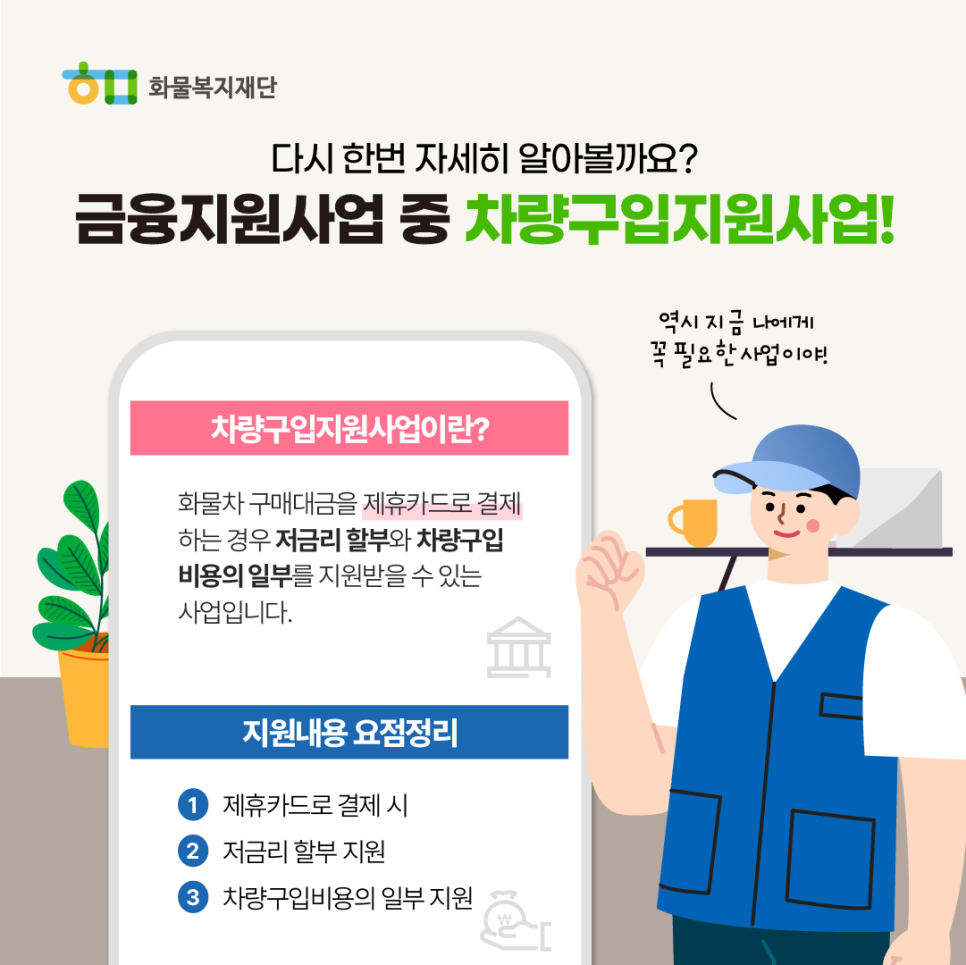 화물복지재단
다시 한번 자세히 알아볼까요?
금융지원사업 중 차량구입지원사업!
역시 지금 나에게
꼭 필요한 사업이야!
차량구입지원사업이란?
화물차 구매대금을 제휴카드로 결제
하는 경우 저금리 할부와 차량구입
비용의 일부를 지원받을 수 있는
사업입니다.
지원내용 요점정리
1 제휴카드로 결제 시
2 저금리 할부 지원
3 차량구입비용의 일부 지원
₩